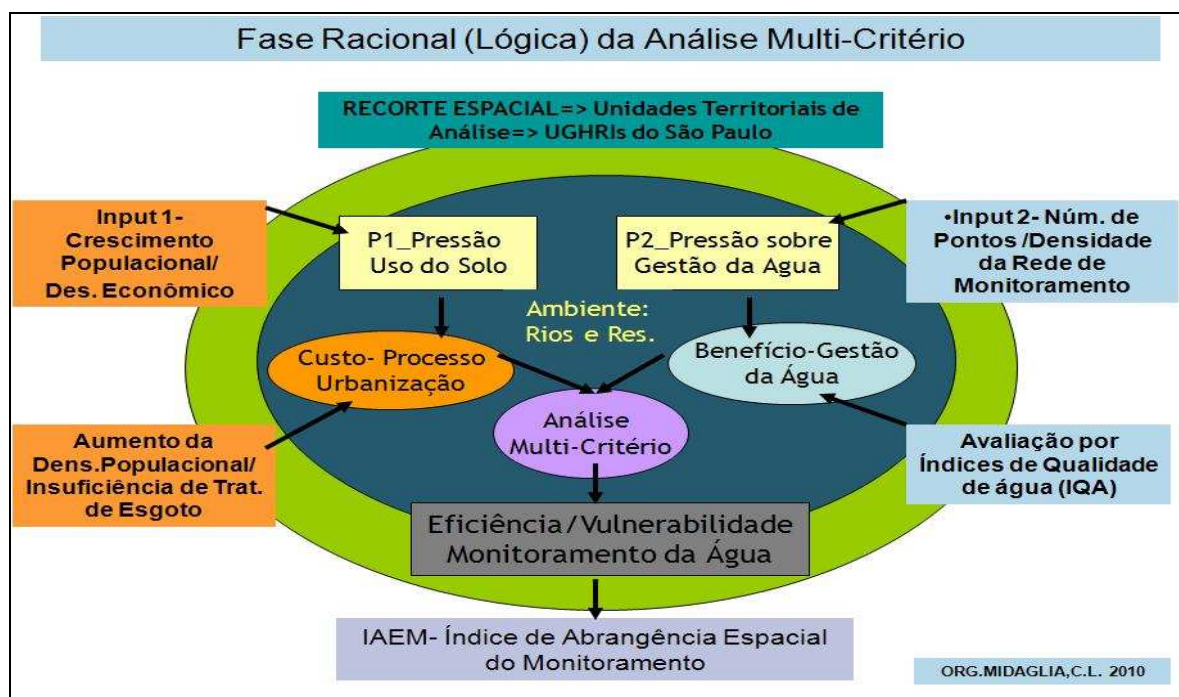 Fase Racional (Lógica) da Análise Multi-Critério
RECORTE ESPACIAL=> Unidades Territoriais de
Análise=> UGHRIs do São Paulo
Input 1-
Crescimento
Populacional/
Des. Econômico
P1_Pressão
Uso do Solo
P2_Pressão sobre
Gestão da Agua
•Input 2- Núm. de
Pontos /Densidade
da Rede de
Monitoramento
Ambiente:
Rios e Res.
Custo- Processo
Urbanização
Benefício-Gestão
da Água
Análise
Multi-Critério
Aumento da
Dens.Populacional/
Insuficiência de Trat.
de Esgoto
Avaliação por
Índices de Qualidade
de água (IQA)
Eficiência/Vulnerabilidade
Monitoramento da Água
IAEM- Índice de Abrangência Espacial
do Monitoramento
ORG.MIDAGLIA,C.L. 2010